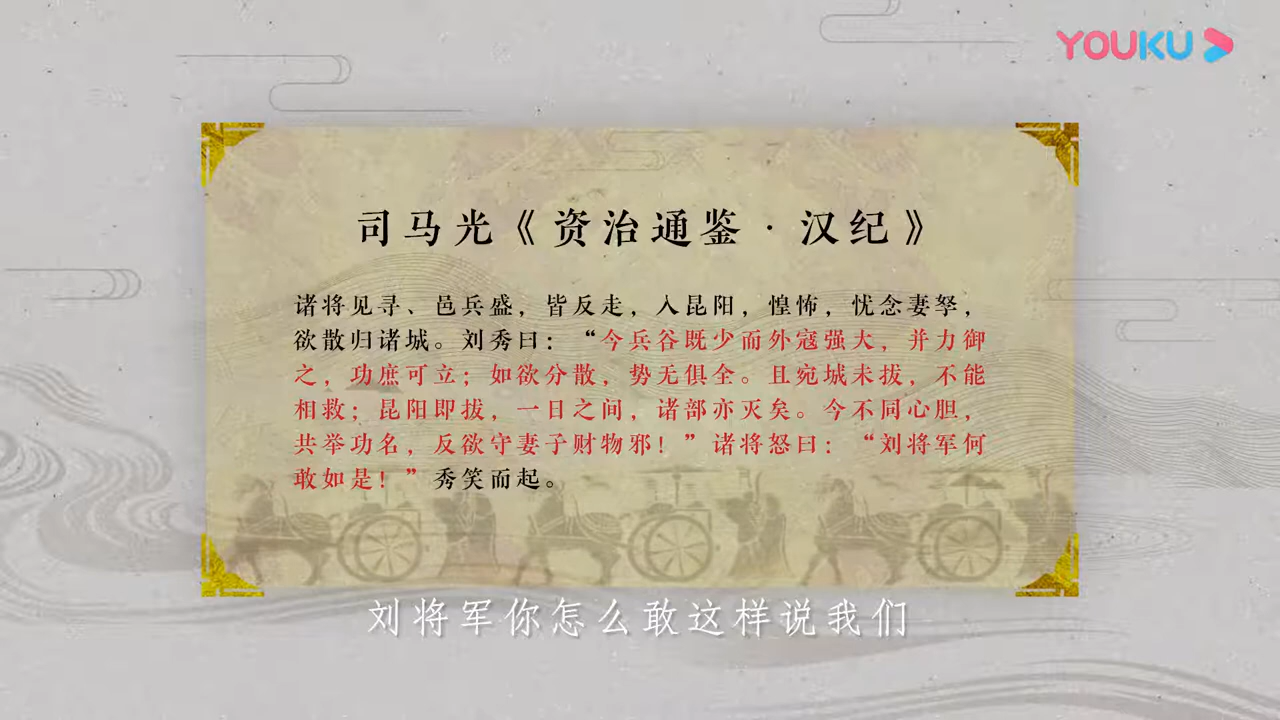 YOUKU
司马光《资治通鉴·汉纪》
诸将见寻、邑兵盛，皆反走，入昆阳，惶怖，忧念妻孥，
欲散归诸城。刘秀曰：“今兵谷既少而外寇强大，并力御
之，功庶可立；如欲分散，势无俱全。且宛城未拔，不能
相救；昆阳即拔，一日之间，诸部亦灭矣。今不同心胆，
共举功名，反欲守妻子财物邪！”诸将怒曰：“刘将军何
敢如是！”秀笑而起。
刘将军你怎么敢这样说我们